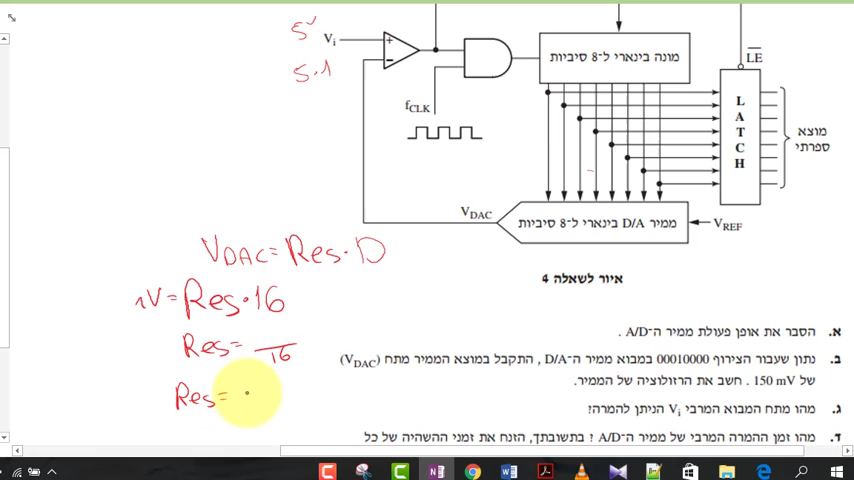 5V
Vi
5.1
+
−
fCLK
מונה בינארי ל־8 סיביות
LE
LATCH
מוצא
ספרתי
VDAC
ממיר D/A בינארי ל־8 סיביות
VREF
איור לשאלה 4
VDAC = Res · D
1V = Res · 16
Res = /16
Res =
א. הסבר את אופן פעולת ממיר ה־A/D .
ב. נתון שעבור הצירוף 00010000 במבוא ממיר ה־D/A , התקבל במוצא הממיר מתח (VDAC)
של 150 mV . חשב את הרזולוציה של הממיר.
ג. מהו מתח המבוא המרבי Vi הניתן להמרה?
ד. מהו זמן ההמרה המרבי של ממיר ה־A/D ? בתשובתך, הזנח את זמני ההשהיה של כל